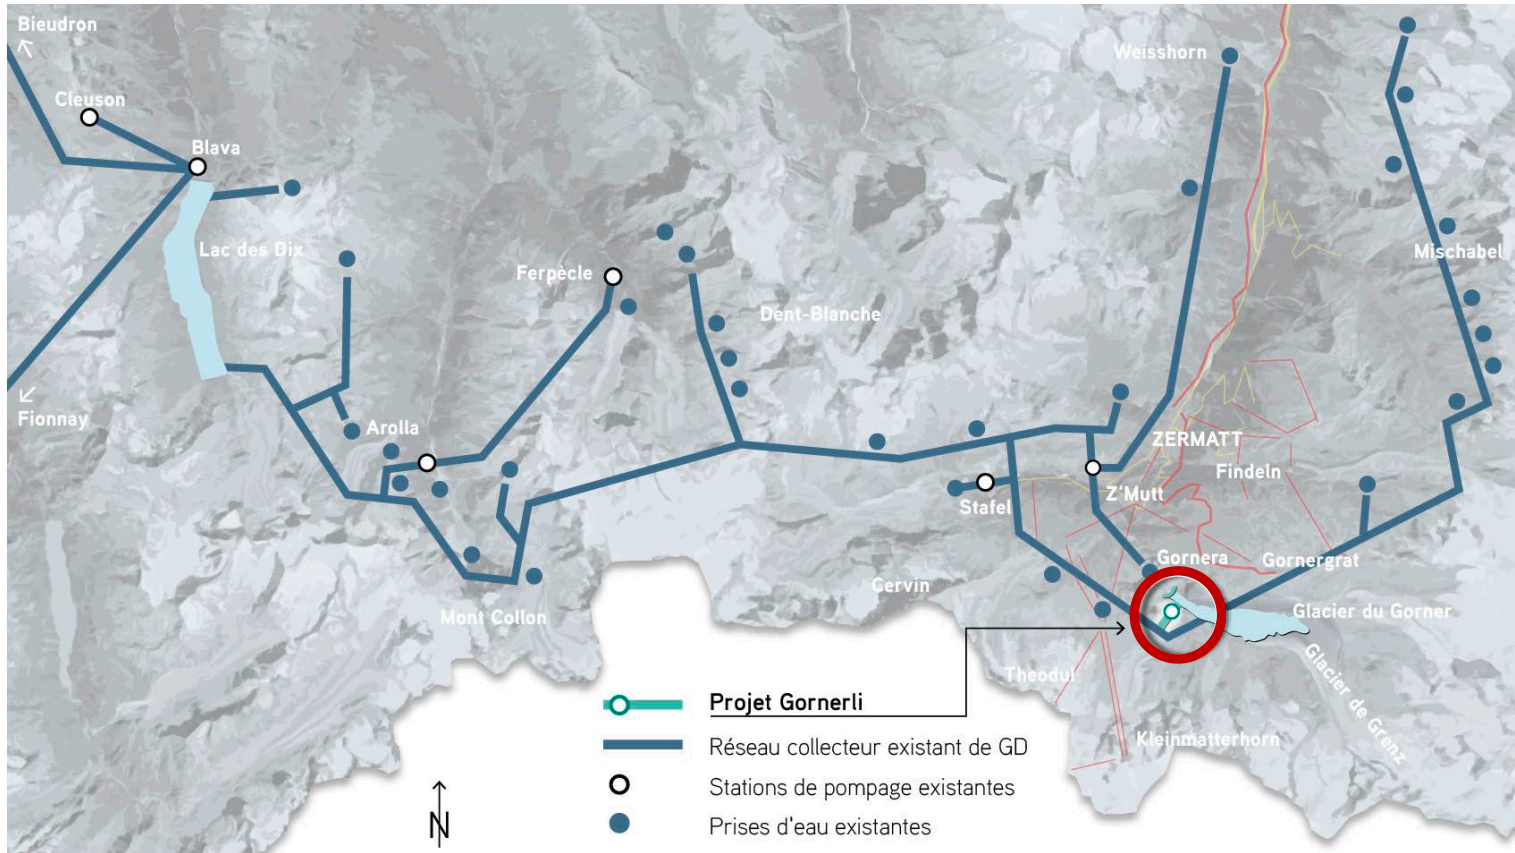 Bieudron
Weisshorn
Cleuson
Blava
Lac des Dix
Mischabel
Ferpècle
Dent-Blanche
Fionnay
Arolla
ZERMATT
Findeln
Z'Mutt
Stafel
Gornera
Gornergrat
Cervin
Mont Collon
Glacier du Gorner
Glacier de Grenz
Theodul
Kleinmatterhorn
Projet Gornerli
Réseau collecteur existant de GD
Stations de pompage existantes
Prises d'eau existantes
N